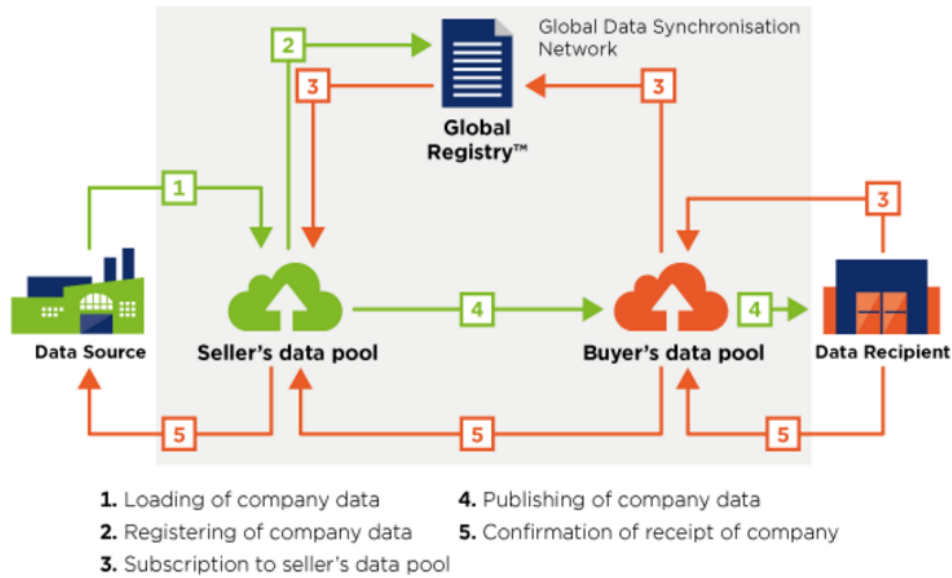 Global Data Synchronisation
Network
2
3
3
Global
Registry™
1
3
4
4
Data Source
Seller's data pool
Buyer's data pool
Data Recipient
5
5
5
1. Loading of company data
2. Registering of company data
3. Subscription to seller's data pool
4. Publishing of company data
5. Confirmation of receipt of company